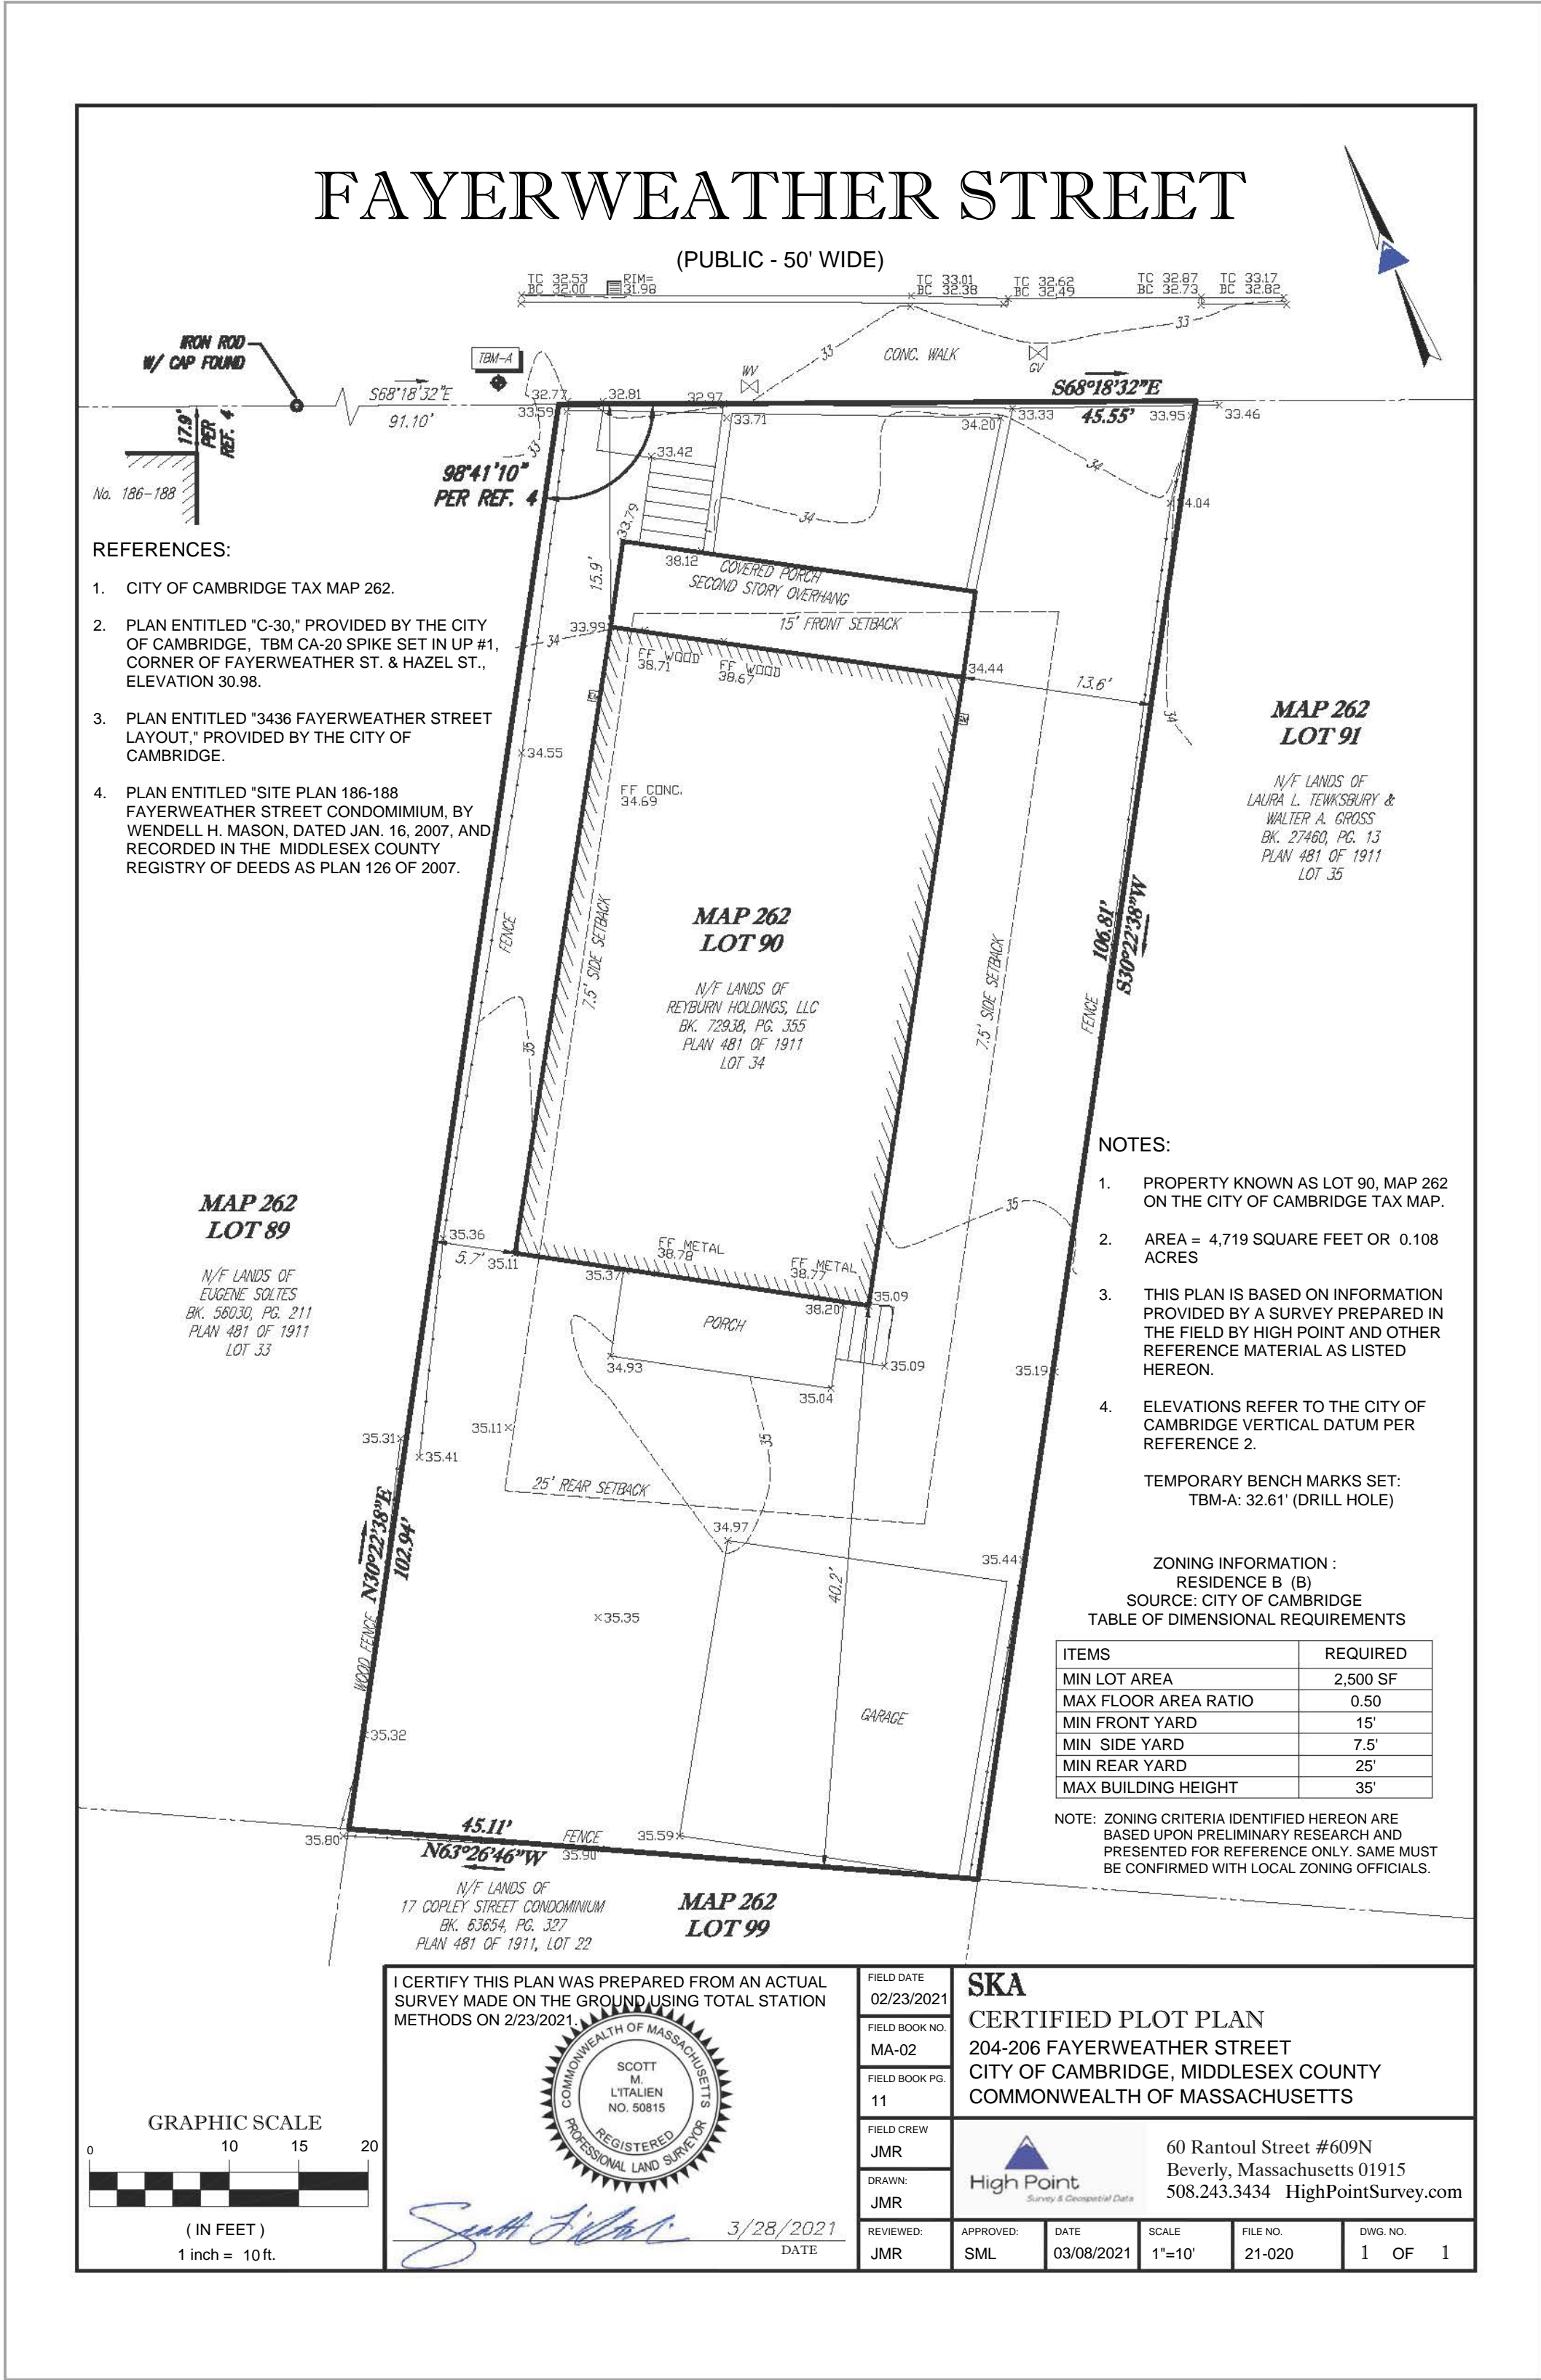 FAYERWEATHER STREET
(PUBLIC - 50' WIDE)
TC 32.53
BC 32.00
RIM=
31.98
TC 33.01
BC 32.38
TC 32.62
BC 32.49
TC 32.87
BC 32.73
TC 33.17
BC 32.82
IRON ROD
W/ CAP FOUND
TBM-A
33
CONC. WALK
33
WV
GV
S68°18'32"E
91.10'
S68°18'32"E
45.55'
17.9'
PER
REF. 4
No. 186-188
32.77
32.81
32.97
33.59
33.71
34.20
33.33
33.95
33.46
33
33.42
34
34.04
98°41'10"
PER REF. 4
33.79
34
15.9'
38.12
COVERED PORCH
SECOND STORY OVERHANG
15' FRONT SETBACK
33.99
34
FF WOOD
38.71
FF WOOD
38.67
34.44
13.6'
34
REFERENCES:
1. CITY OF CAMBRIDGE TAX MAP 262.
2. PLAN ENTITLED "C-30," PROVIDED BY THE CITY
OF CAMBRIDGE, TBM CA-20 SPIKE SET IN UP #1,
CORNER OF FAYERWEATHER ST. & HAZEL ST.,
ELEVATION 30.98.
3. PLAN ENTITLED "3436 FAYERWEATHER STREET
LAYOUT," PROVIDED BY THE CITY OF
CAMBRIDGE.
4. PLAN ENTITLED "SITE PLAN 186-188
FAYERWEATHER STREET CONDOMIMIUM, BY
WENDELL H. MASON, DATED JAN. 16, 2007, AND
RECORDED IN THE MIDDLESEX COUNTY
REGISTRY OF DEEDS AS PLAN 126 OF 2007.
34.55
FF CONC.
34.69
MAP 262
LOT 91
N/F LANDS OF
LAURA L. TEWKSBURY &
WALTER A. GROSS
BK. 27460, PG. 13
PLAN 481 OF 1911
LOT 35
FENCE
7.5' SIDE SETBACK
MAP 262
LOT 90
N/F LANDS OF
REYBURN HOLDINGS, LLC
BK. 72938, PG. 355
PLAN 481 OF 1911
LOT 34
7.5' SIDE SETBACK
FENCE
106.81'
S30°22'38"W
35
MAP 262
LOT 89
N/F LANDS OF
EUGENE SOLTES
BK. 56030, PG. 211
PLAN 481 OF 1911
LOT 33
35.36
5.7'
35.11
FF METAL
38.78
FF METAL
38.77
35.37
38.20
35.09
35
PORCH
34.93
35.04
35.09
35.19
35.11
35
35.31
35.41
25' REAR SETBACK
34.97
35.44
N30°22'38"E
102.94'
WOOD FENCE
40.2'
35.35
GARAGE
35.32
35.80
45.11'
N63°26'46"W
FENCE
35.90
35.59
N/F LANDS OF
17 COPLEY STREET CONDOMINIUM
BK. 63654, PG. 327
PLAN 481 OF 1911, LOT 22
MAP 262
LOT 99
NOTES:
1. PROPERTY KNOWN AS LOT 90, MAP 262
ON THE CITY OF CAMBRIDGE TAX MAP.
2. AREA = 4,719 SQUARE FEET OR 0.108
ACRES
3. THIS PLAN IS BASED ON INFORMATION
PROVIDED BY A SURVEY PREPARED IN
THE FIELD BY HIGH POINT AND OTHER
REFERENCE MATERIAL AS LISTED
HEREON.
4. ELEVATIONS REFER TO THE CITY OF
CAMBRIDGE VERTICAL DATUM PER
REFERENCE 2.
TEMPORARY BENCH MARKS SET:
TBM-A: 32.61' (DRILL HOLE)
ZONING INFORMATION :
RESIDENCE B (B)
SOURCE: CITY OF CAMBRIDGE
TABLE OF DIMENSIONAL REQUIREMENTS
ITEMS REQUIRED
MIN LOT AREA 2,500 SF
MAX FLOOR AREA RATIO 0.50
MIN FRONT YARD 15'
MIN SIDE YARD 7.5'
MIN REAR YARD 25'
MAX BUILDING HEIGHT 35'
NOTE: ZONING CRITERIA IDENTIFIED HEREON ARE
BASED UPON PRELIMINARY RESEARCH AND
PRESENTED FOR REFERENCE ONLY. SAME MUST
BE CONFIRMED WITH LOCAL ZONING OFFICIALS.
GRAPHIC SCALE
0 10 15 20
( IN FEET )
1 inch = 10 ft.
I CERTIFY THIS PLAN WAS PREPARED FROM AN ACTUAL
SURVEY MADE ON THE GROUND USING TOTAL STATION
METHODS ON 2/23/2021.
COMMONWEALTH OF MASSACHUSETTS
SCOTT
M.
L'ITALIEN
NO. 50815
REGISTERED
PROFESSIONAL LAND SURVEYOR
3/28/2021
DATE
FIELD DATE
02/23/2021
FIELD BOOK NO.
MA-02
FIELD BOOK PG.
11
FIELD CREW
JMR
DRAWN:
JMR
REVIEWED:
JMR
SKA
CERTIFIED PLOT PLAN
204-206 FAYERWEATHER STREET
CITY OF CAMBRIDGE, MIDDLESEX COUNTY
COMMONWEALTH OF MASSACHUSETTS
High Point
Survey & Geospatial Data
60 Rantoul Street #609N
Beverly, Massachusetts 01915
508.243.3434 HighPointSurvey.com
APPROVED:
SML
DATE
03/08/2021
SCALE
1"=10'
FILE NO.
21-020
DWG. NO.
1 OF 1